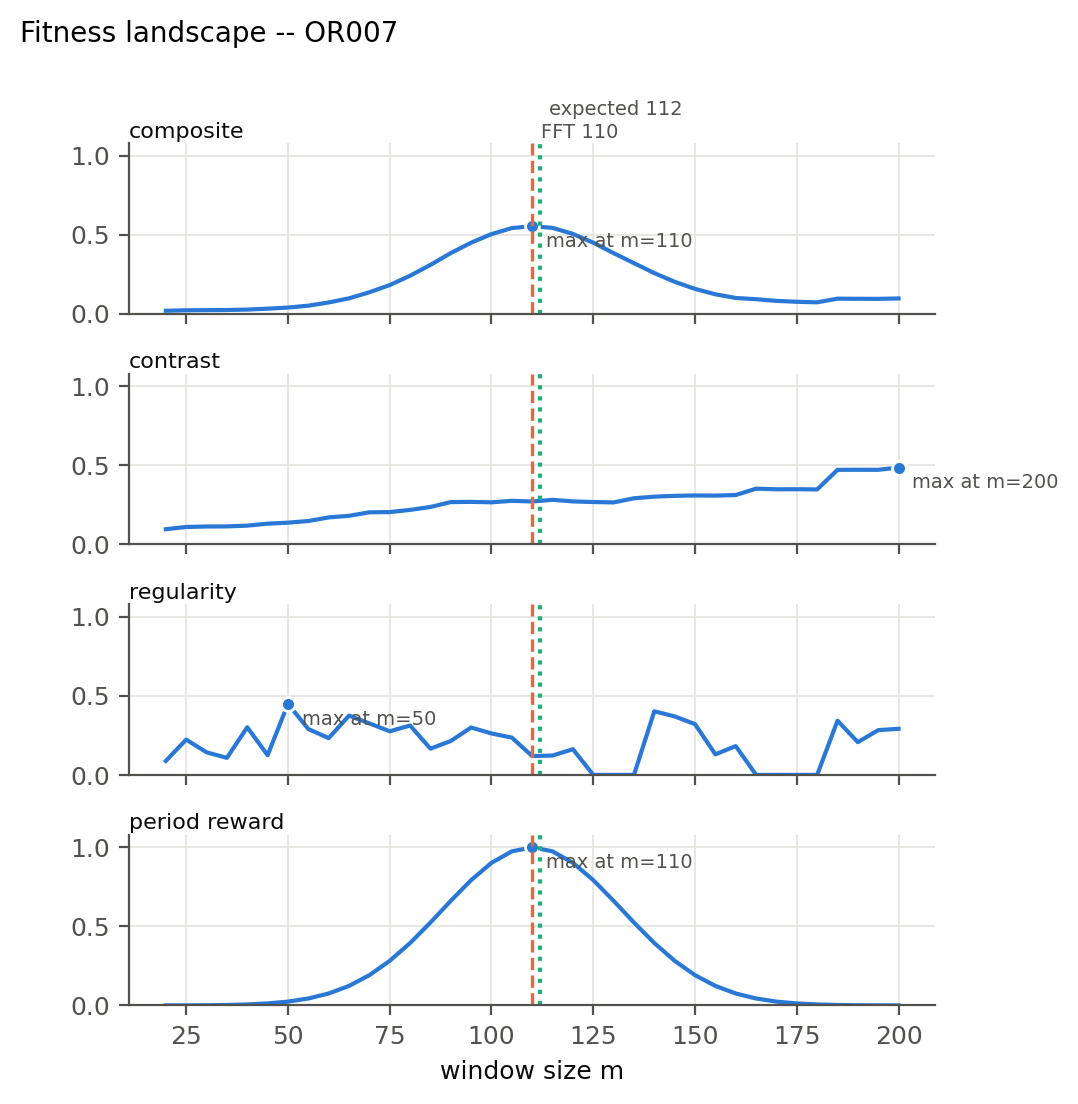 Fitness landscape -- OR007
expected 112
composite
FFT 110
1.0
0.5
max at m=110
0.0
contrast
1.0
0.5
max at m=200
0.0
regularity
1.0
0.5
max at m=50
0.0
period reward
1.0
max at m=110
0.5
0.0
25 50 75 100 125 150 175 200
window size m